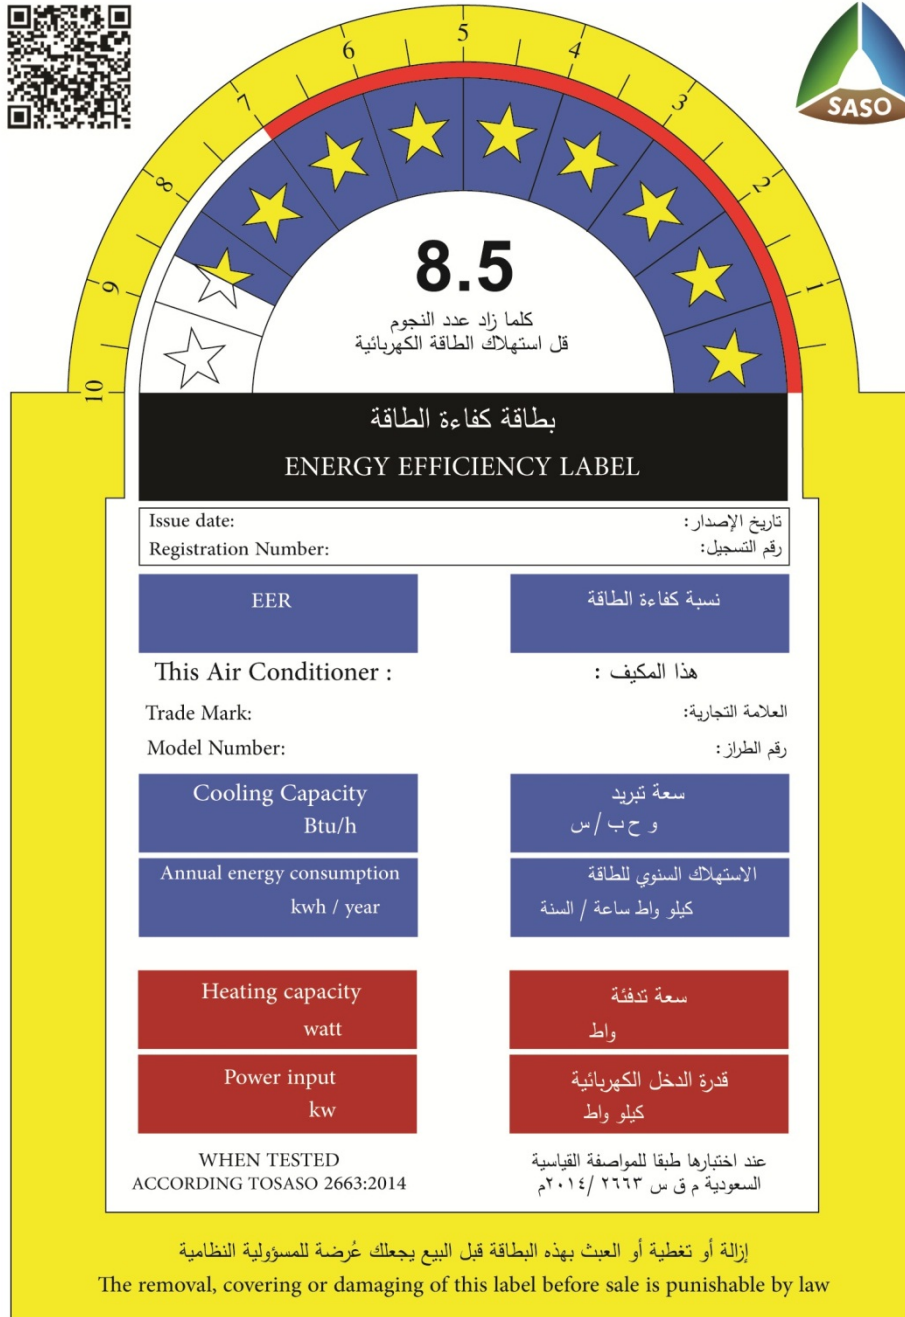 SASO
1
2
3
4
5
6
7
8
9
10
8.5
كلما زاد عدد النجوم
قل استهلاك الطاقة الكهربائية
بطاقة كفاءة الطاقة
ENERGY EFFICIENCY LABEL
Issue date: تاريخ الإصدار:
Registration Number: رقم التسجيل:
EER نسبة كفاءة الطاقة
This Air Conditioner : هذا المكيف :
Trade Mark: العلامة التجارية:
Model Number: رقم الطراز:
Cooling Capacity سعة تبريد
Btu/h و ح ب / س
Annual energy consumption الاستهلاك السنوي للطاقة
kwh / year كيلو واط ساعة / السنة
Heating capacity سعة تدفئة
watt واط
Power input قدرة الدخل الكهربائية
kw كيلو واط
WHEN TESTED عند اختبارها طبقا للمواصفة القياسية
ACCORDING TOSASO 2663:2014 السعودية م ق س ٢٦٦٣ /٢٠١٤م
إزالة أو تغطية أو العبث بهذه البطاقة قبل البيع يجعلك عُرضة للمسؤولية النظامية
The removal, covering or damaging of this label before sale is punishable by law